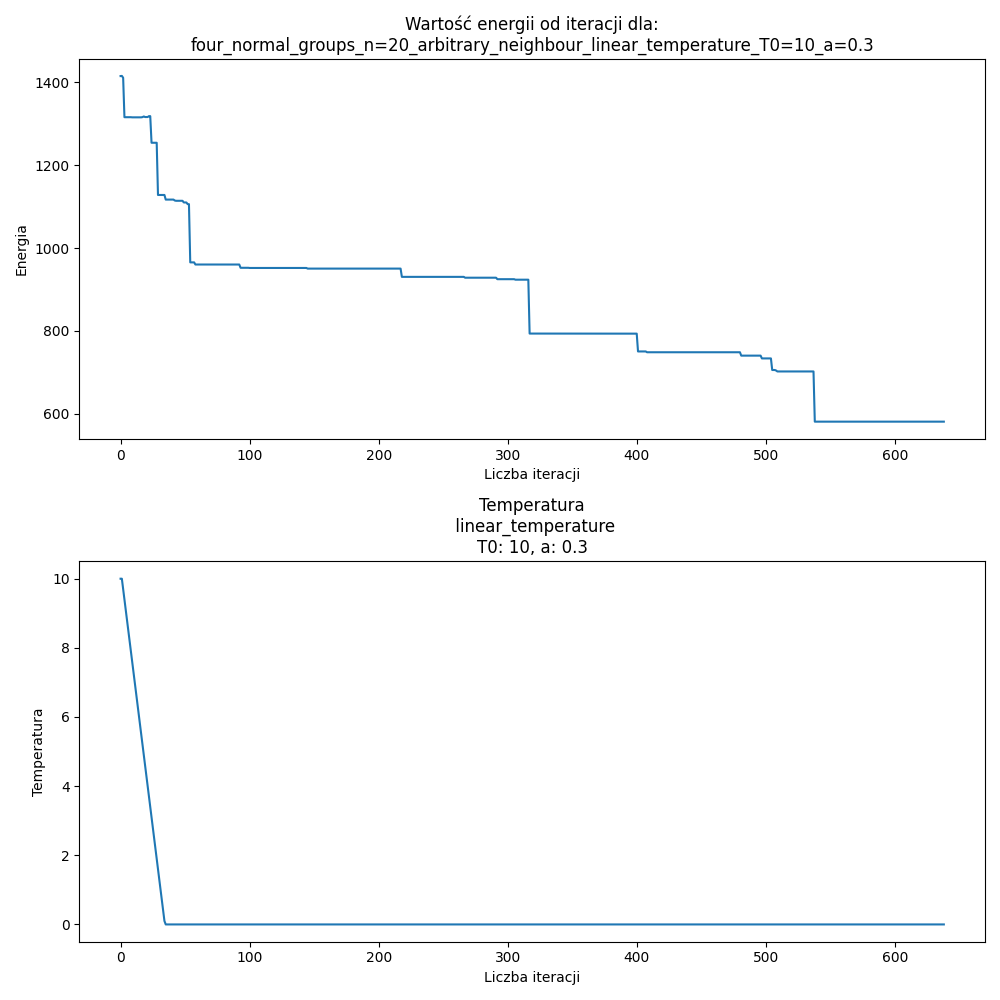 Wartość energii od iteracji dla:
four_normal_groups_n=20_arbitrary_neighbour_linear_temperature_T0=10_a=0.3
1400
1200
1000
800
600
Energia
0 100 200 300 400 500 600
Liczba iteracji
Temperatura
linear_temperature
T0: 10, a: 0.3
10
8
6
4
2
0
Temperatura
0 100 200 300 400 500 600
Liczba iteracji